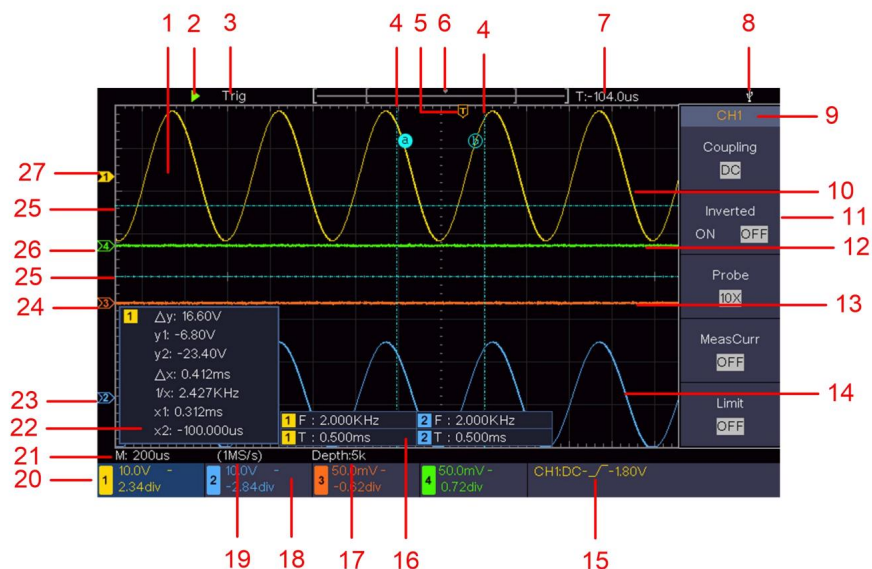 1 2 3 4 5 6 4 7 8
Trig T T:-104.0us
CH1 9
Coupling
DC
a b
27 1
10
25
Inverted 11
ON OFF
26 4 12
25
Probe
10X
24 3 13
1 △y: 16.60V
y1: -6.80V
y2: -23.40V
△x: 0.412ms
1/x: 2.427KHz
x1: 0.312ms
x2: -100.000us
MeasCurr
OFF
14
Limit
OFF
23 2
22
1 F : 2.000KHz 2 F : 2.000KHz
1 T : 0.500ms 2 T : 0.500ms
21 M: 200us (1MS/s) Depth:5k
20 1 10.0V ~ 2 10.0V ~ 3 50.0mV ~ 4 50.0mV ~ CH1:DC--1.80V
2.34div -2.84div -0.62div 0.72div
19 18 17 16 15